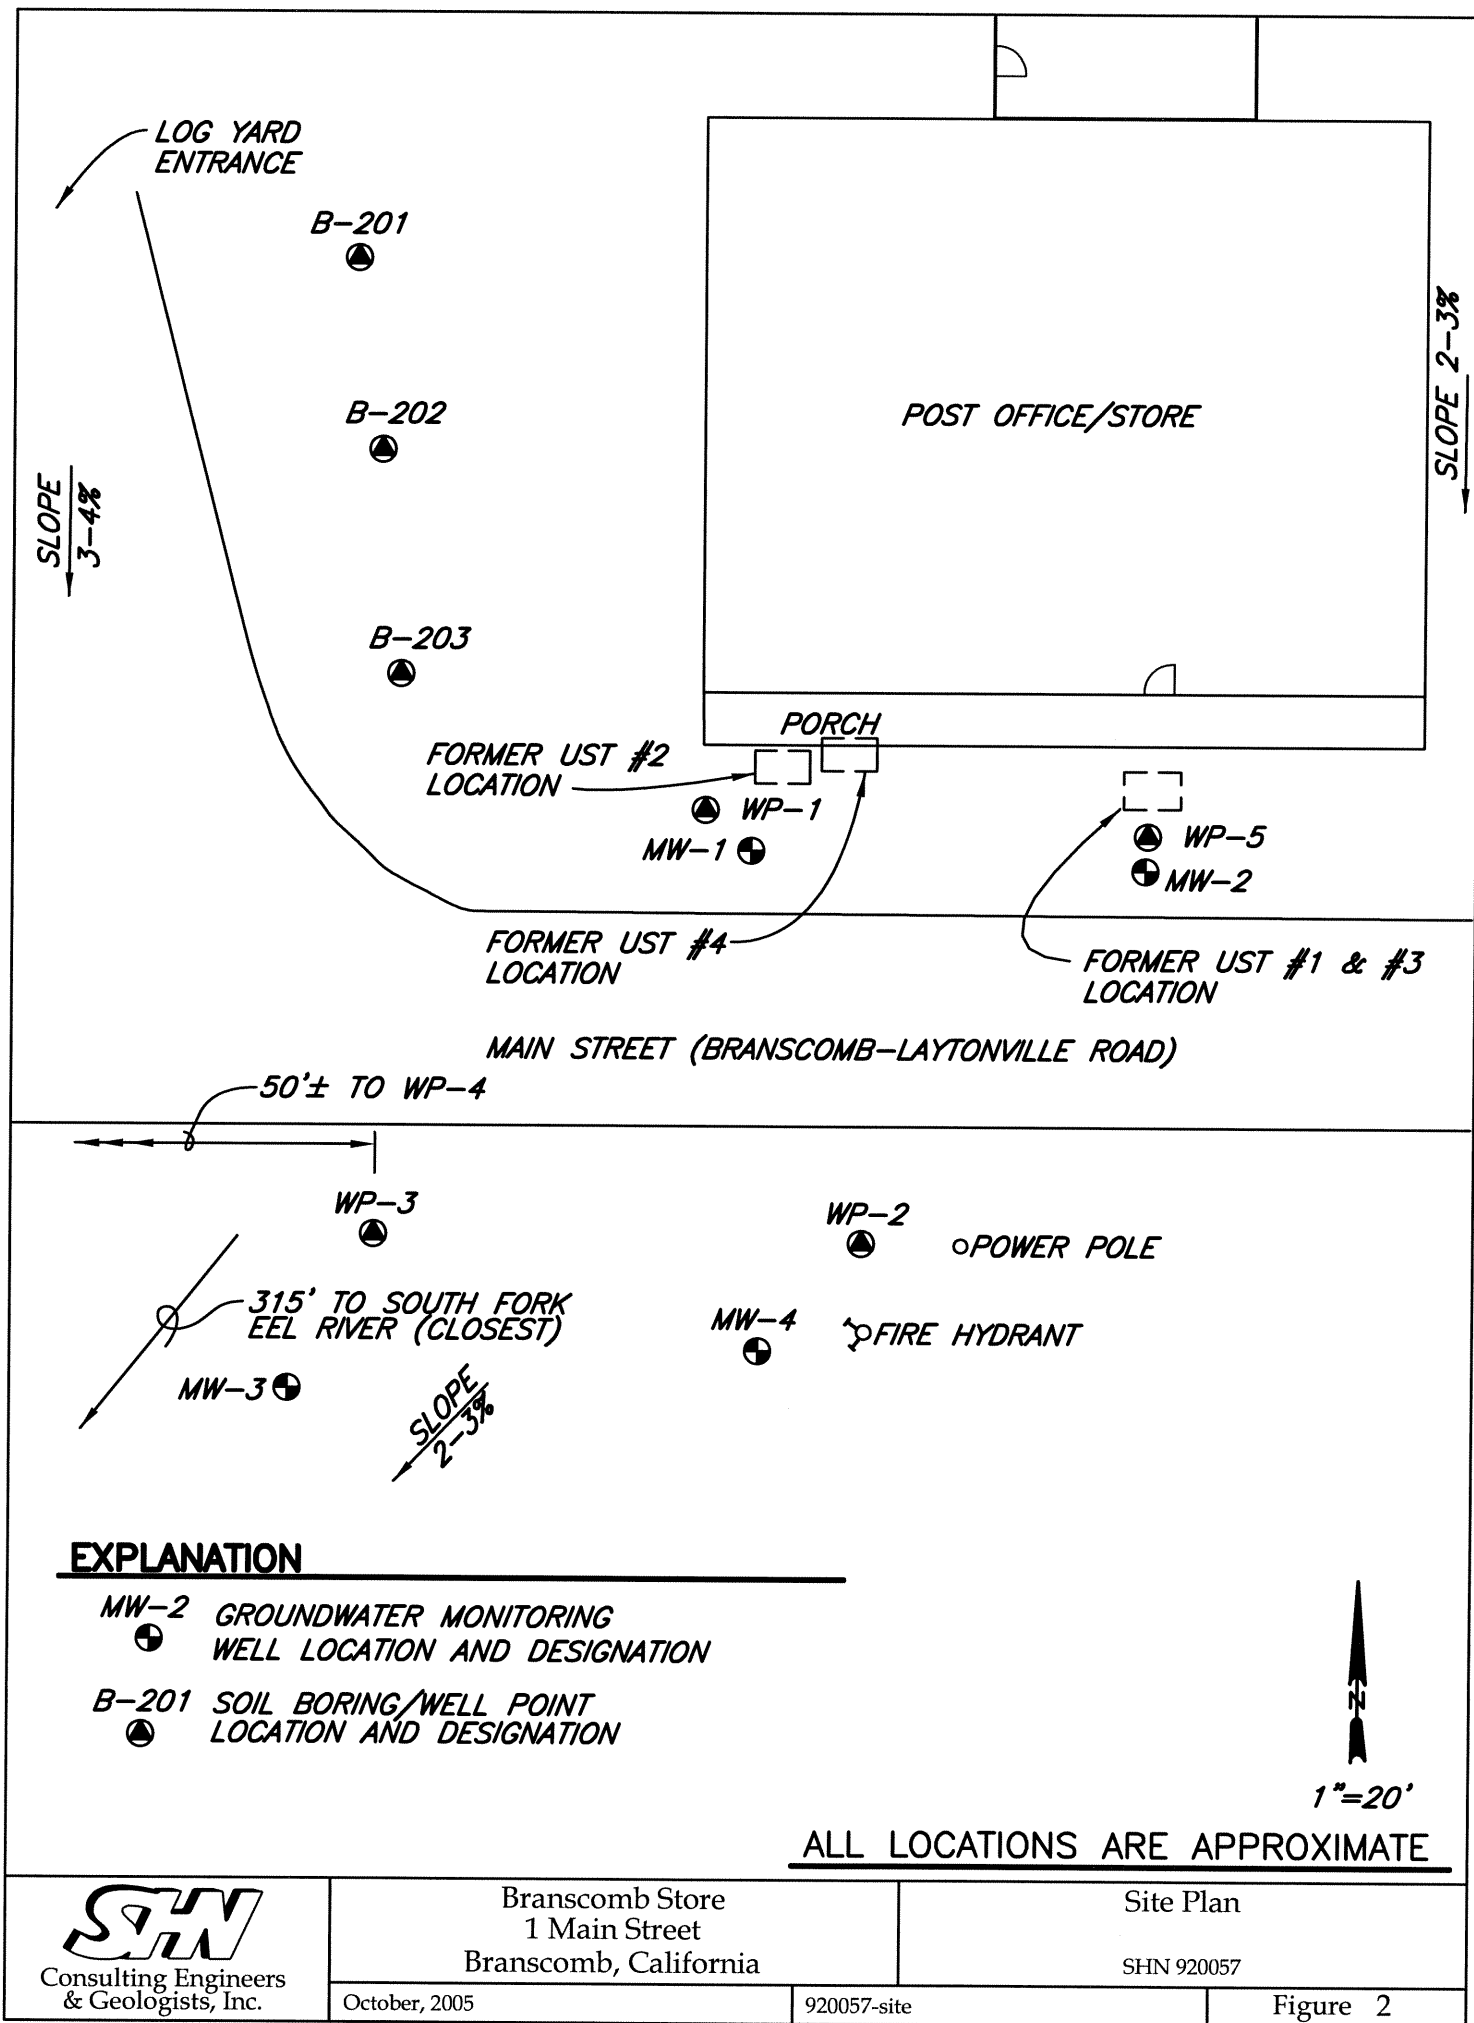 LOG YARD
ENTRANCE
B-201
B-202
B-203
SLOPE
3-4%
SLOPE 2-3%
POST OFFICE/STORE
PORCH
FORMER UST #2
LOCATION
WP-1
MW-1
WP-5
MW-2
FORMER UST #4
LOCATION
FORMER UST #1 & #3
LOCATION
MAIN STREET (BRANSCOMB-LAYTONVILLE ROAD)
50'± TO WP-4
WP-3
WP-2
POWER POLE
315' TO SOUTH FORK
EEL RIVER (CLOSEST)
MW-4
FIRE HYDRANT
MW-3
SLOPE
2-3%
EXPLANATION
MW-2 GROUNDWATER MONITORING
WELL LOCATION AND DESIGNATION
B-201 SOIL BORING/WELL POINT
LOCATION AND DESIGNATION
N
1"=20'
ALL LOCATIONS ARE APPROXIMATE
SHN
Consulting Engineers
& Geologists, Inc.
Branscomb Store
1 Main Street
Branscomb, California
Site Plan
SHN 920057
October, 2005
920057-site
Figure 2